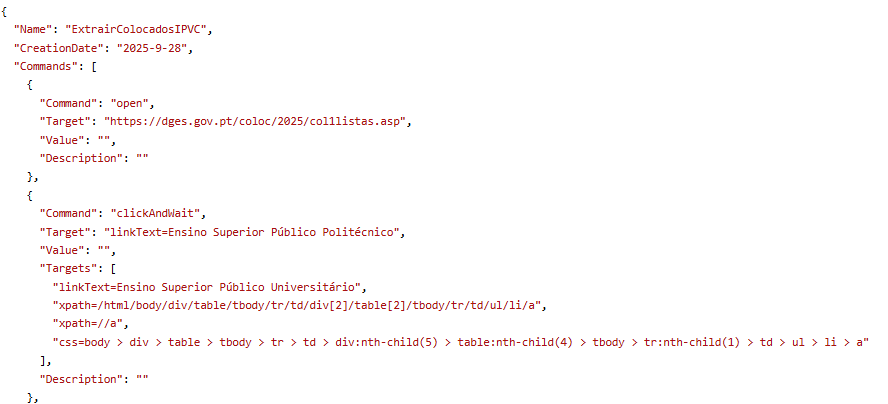 {
"Name": "ExtrairColocadosIPVC",
"CreationDate": "2025-9-28",
"Commands": [
{
"Command": "open",
"Target": "https://dges.gov.pt/coloc/2025/col1listas.asp",
"Value": "",
"Description": ""
},
{
"Command": "clickAndWait",
"Target": "linkText=Ensino Superior Público Politécnico",
"Value": "",
"Targets": [
"linkText=Ensino Superior Público Universitário",
"xpath=/html/body/div/table/tbody/tr/td/div[2]/table[2]/tbody/tr/td/ul/li/a",
"xpath=//a",
"css=body > div > table > tbody > tr > td > div:nth-child(5) > table:nth-child(4) > tbody > tr:nth-child(1) > td > ul > li > a"
],
"Description": ""
},